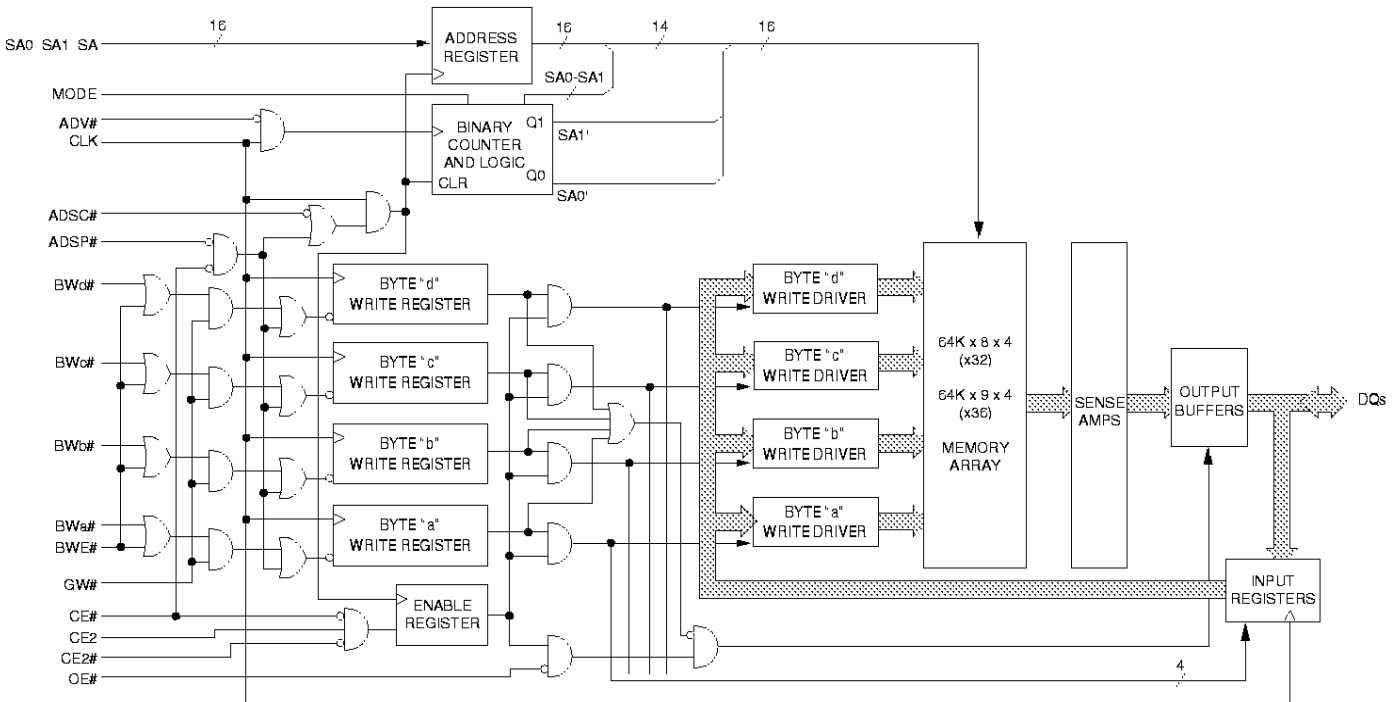 SA0 SA1 SA
16
ADDRESS
REGISTER
16
14
16
SA0-SA1
MODE
ADV#
CLK
BINARY
COUNTER
AND LOGIC
CLR
Q1
Q0
SA1'
SA0'
ADSC#
ADSP#
BWd#
BYTE "d"
WRITE REGISTER
BYTE "d"
WRITE DRIVER
BWc#
BYTE "c"
WRITE REGISTER
BYTE "c"
WRITE DRIVER
BWb#
BYTE "b"
WRITE REGISTER
BYTE "b"
WRITE DRIVER
BWa#
BWE#
BYTE "a"
WRITE REGISTER
BYTE "a"
WRITE DRIVER
64K x 8 x 4
(x32)
64K x 9 x 4
(x36)
MEMORY
ARRAY
SENSE
AMPS
OUTPUT
BUFFERS
DQs
GW#
CE#
CE2
CE2#
OE#
ENABLE
REGISTER
INPUT
REGISTERS
4